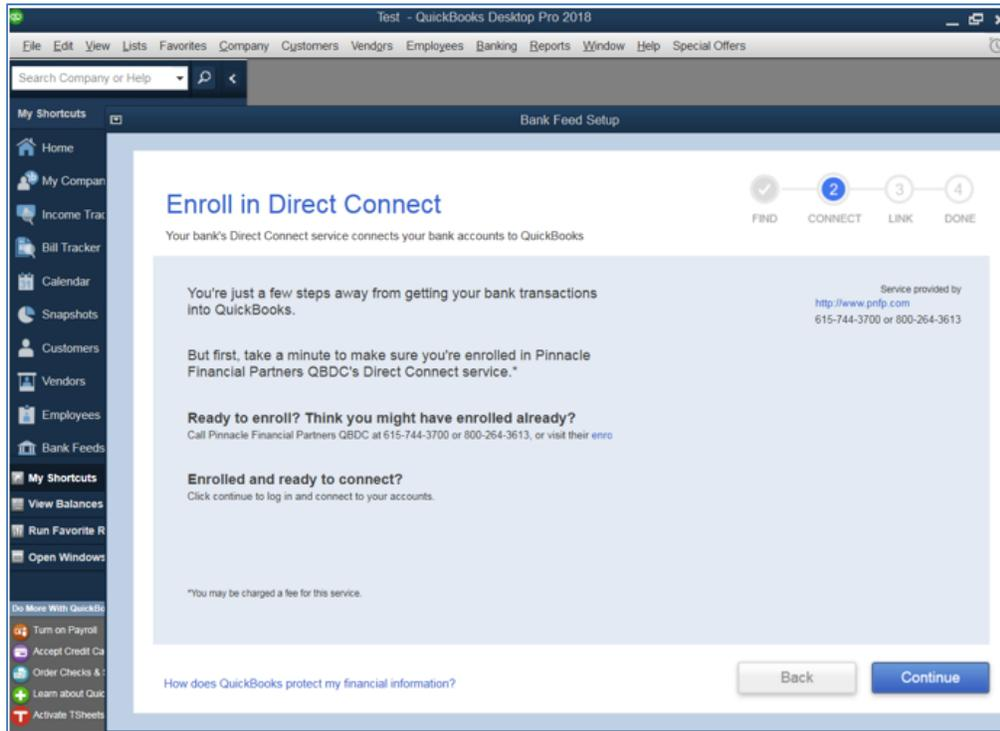 Test - QuickBooks Desktop Pro 2018
File Edit View Lists Favorites Company Customers Vendors Employees Banking Reports Window Help Special Offers
Search Company or Help
My Shortcuts
Bank Feed Setup
Home
My Compan
Income Trac
Bill Tracker
Calendar
Snapshots
Customers
Vendors
Employees
Bank Feeds
My Shortcuts
View Balances
Run Favorite R
Open Windows
Do More With QuickBo
Turn on Payroll
Accept Credit Ca
Order Checks & S
Learn about Quic
Activate TSheets
Enroll in Direct Connect
Your bank's Direct Connect service connects your bank accounts to QuickBooks
2 3 4
FIND CONNECT LINK DONE
You're just a few steps away from getting your bank transactions
into QuickBooks.
Service provided by
http://www.pnfp.com
615-744-3700 or 800-264-3613
But first, take a minute to make sure you're enrolled in Pinnacle
Financial Partners QBDC's Direct Connect service.*
Ready to enroll? Think you might have enrolled already?
Call Pinnacle Financial Partners QBDC at 615-744-3700 or 800-264-3613, or visit their enro
Enrolled and ready to connect?
Click continue to log in and connect to your accounts.
*You may be charged a fee for this service.
How does QuickBooks protect my financial information?
Back
Continue